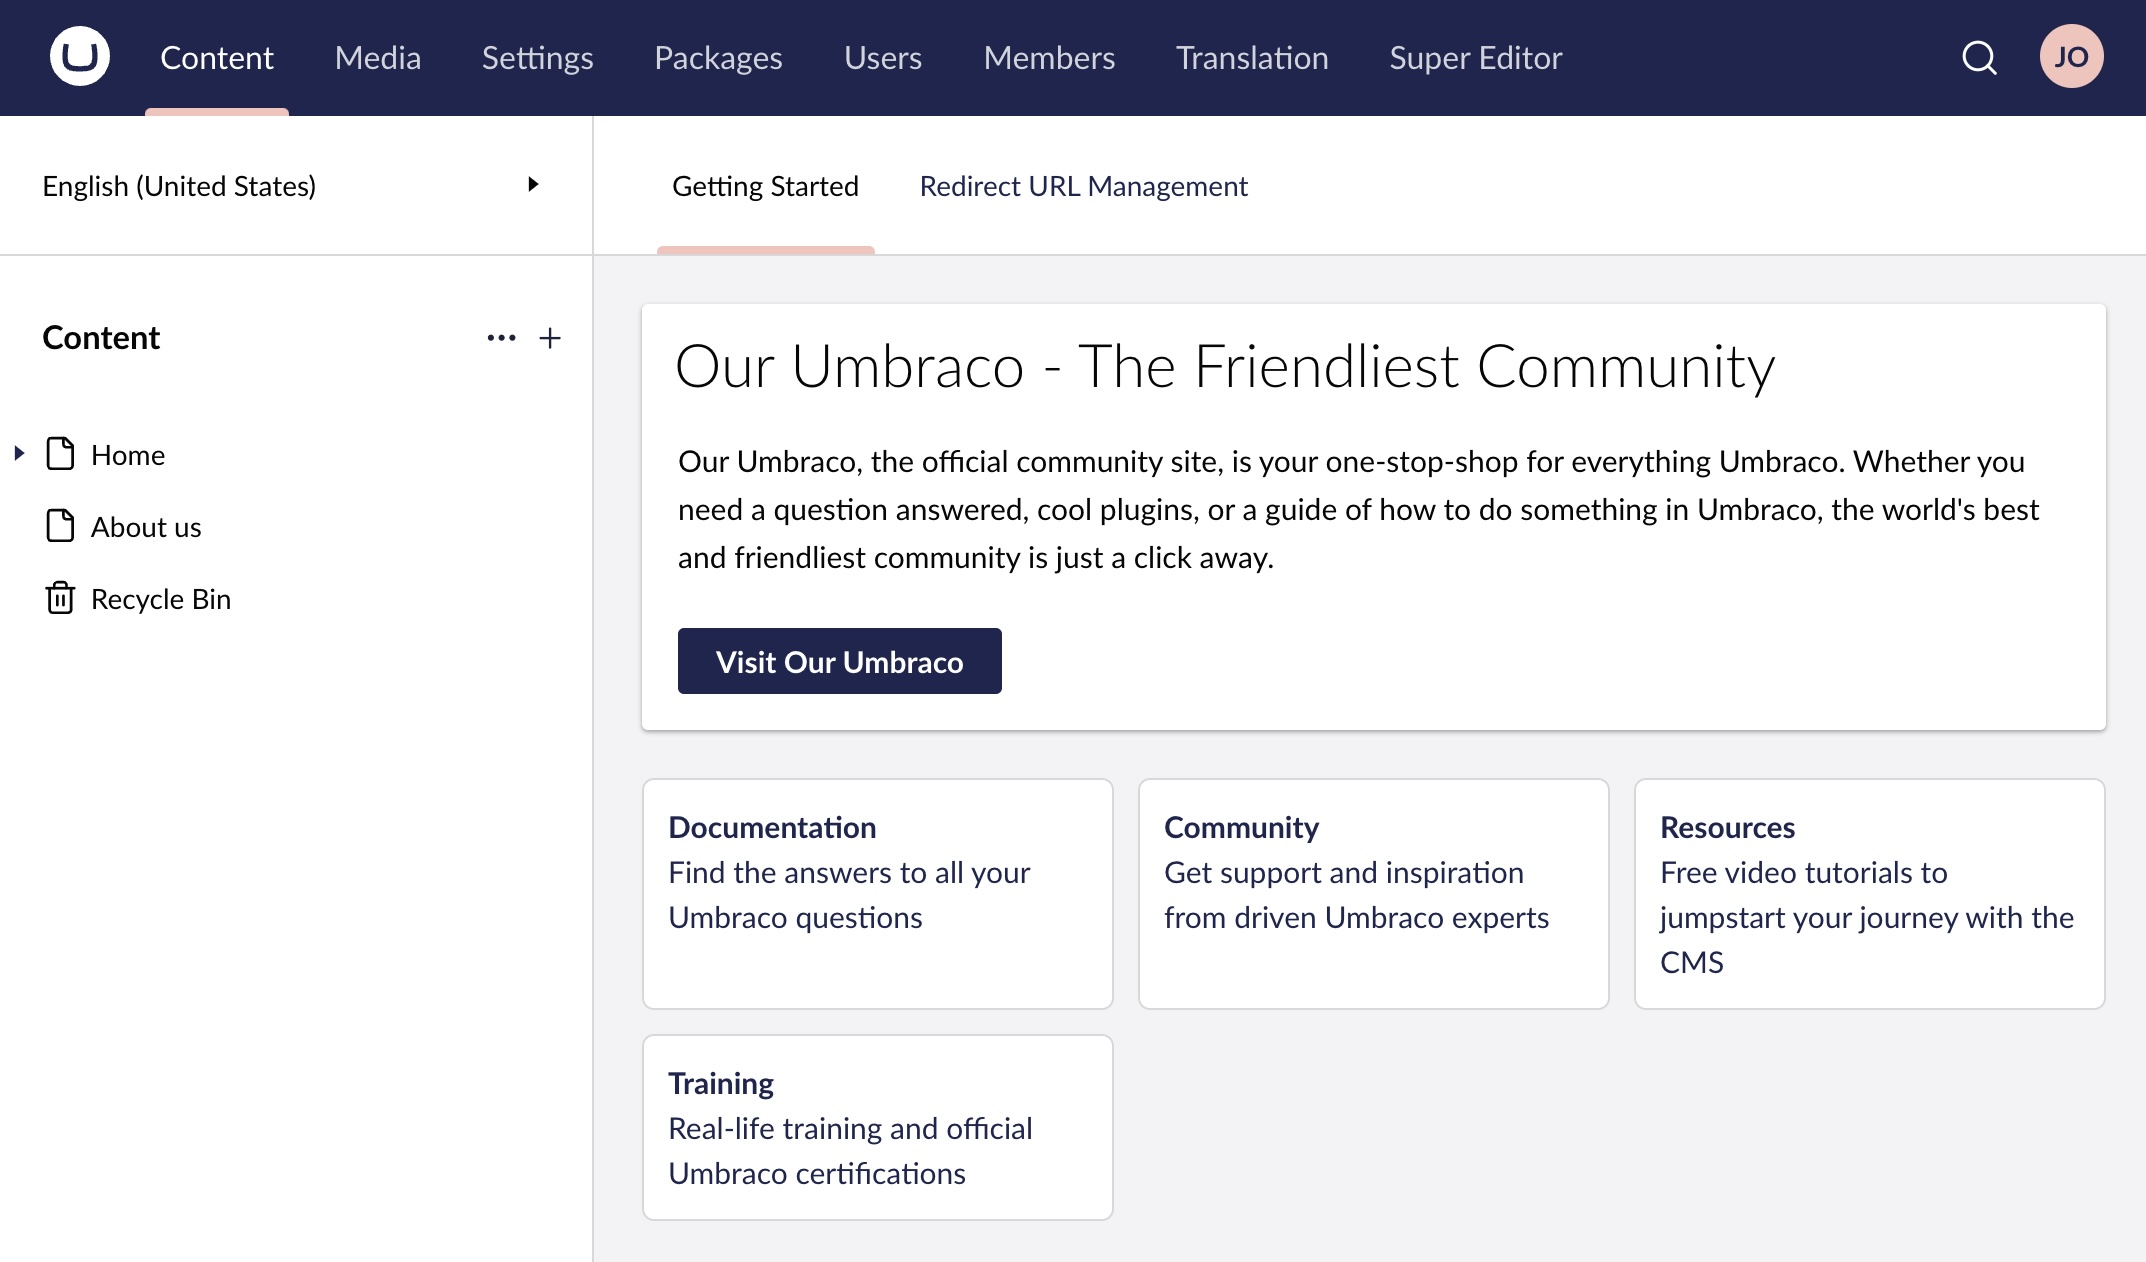 Content
Media
Settings
Packages
Users
Members
Translation
Super Editor
JO
English (United States)
Getting Started
Redirect URL Management
Content
Home
About us
Recycle Bin
Our Umbraco - The Friendliest Community
Our Umbraco, the official community site, is your one-stop-shop for everything Umbraco. Whether you
need a question answered, cool plugins, or a guide of how to do something in Umbraco, the world's best
and friendliest community is just a click away.
Visit Our Umbraco
Documentation
Find the answers to all your
Umbraco questions
Community
Get support and inspiration
from driven Umbraco experts
Resources
Free video tutorials to
jumpstart your journey with the
CMS
Training
Real-life training and official
Umbraco certifications